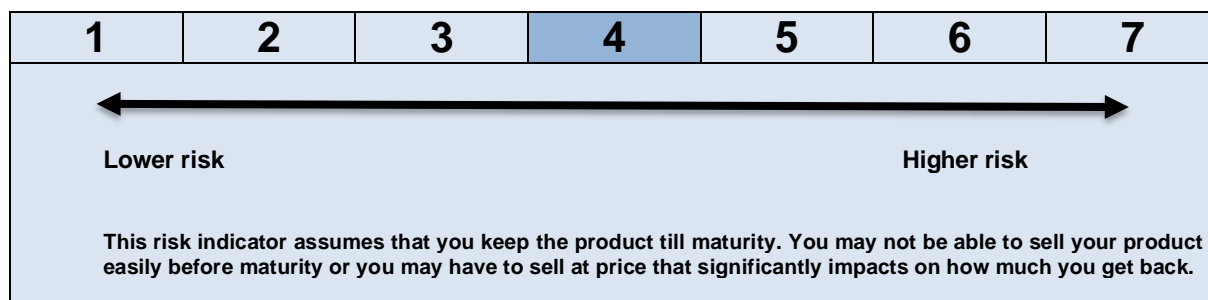 1 2 3 4 5 6 7
Lower risk Higher risk
This risk indicator assumes that you keep the product till maturity. You may not be able to sell your product
easily before maturity or you may have to sell at price that significantly impacts on how much you get back.